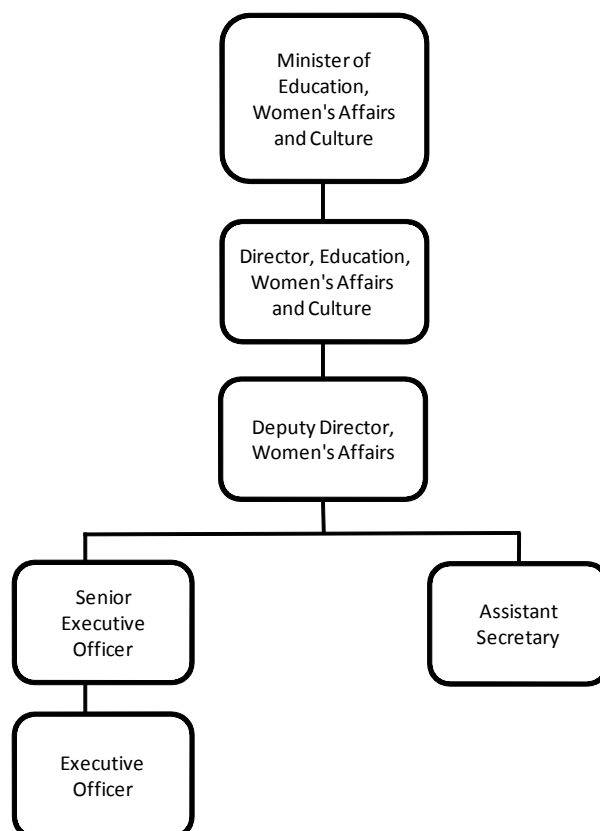 Minister of
Education,
Women's Affairs
and Culture
Director, Education,
Women's Affairs
and Culture
Deputy Director,
Women's Affairs
Senior
Executive
Officer
Assistant
Secretary
Executive
Officer